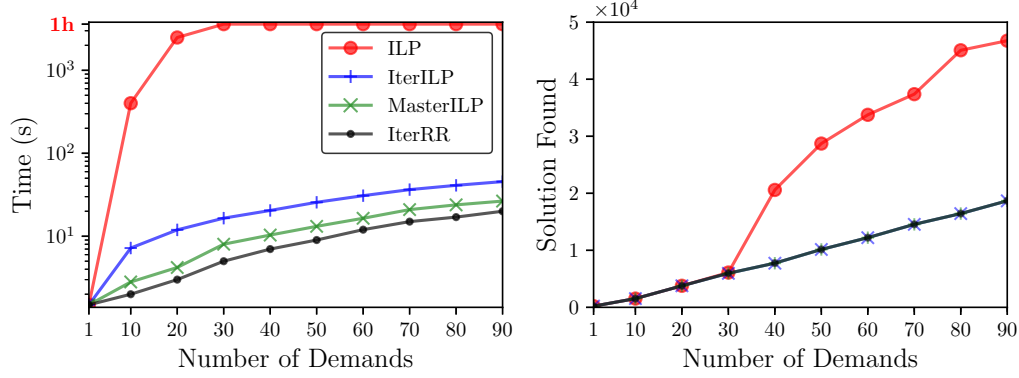 1h
10³
10²
10¹
Time (s)
ILP
IterILP
MasterILP
IterRR
1 10 20 30 40 50 60 70 80 90
Number of Demands
×10⁴
5
4
3
2
1
0
Solution Found
1 10 20 30 40 50 60 70 80 90
Number of Demands